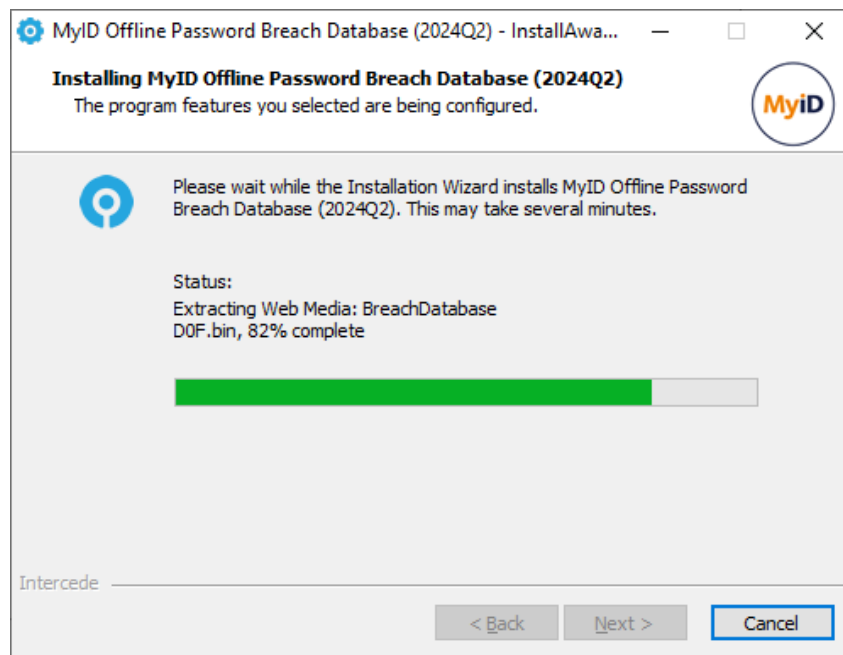 MyID Offline Password Breach Database (2024Q2) - InstallAwa...
Installing MyID Offline Password Breach Database (2024Q2)
The program features you selected are being configured.
MyiD
Please wait while the Installation Wizard installs MyID Offline Password
Breach Database (2024Q2). This may take several minutes.
Status:
Extracting Web Media: BreachDatabase
D0F.bin, 82% complete
Intercede
< Back
Next >
Cancel